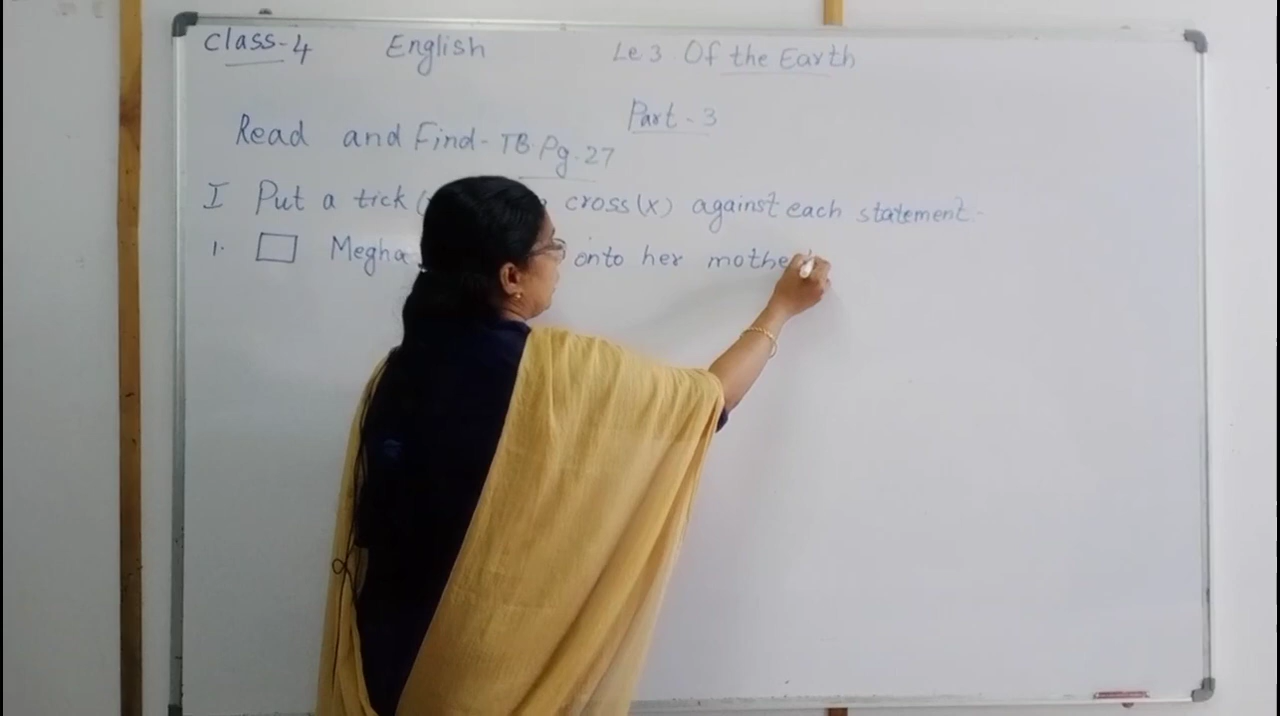 Class-4 English Le.3 Of the Earth
Part-3
Read and Find- TB.Pg.27
I Put a tick ( cross(x) against each statement.
1. Megha onto her mothe